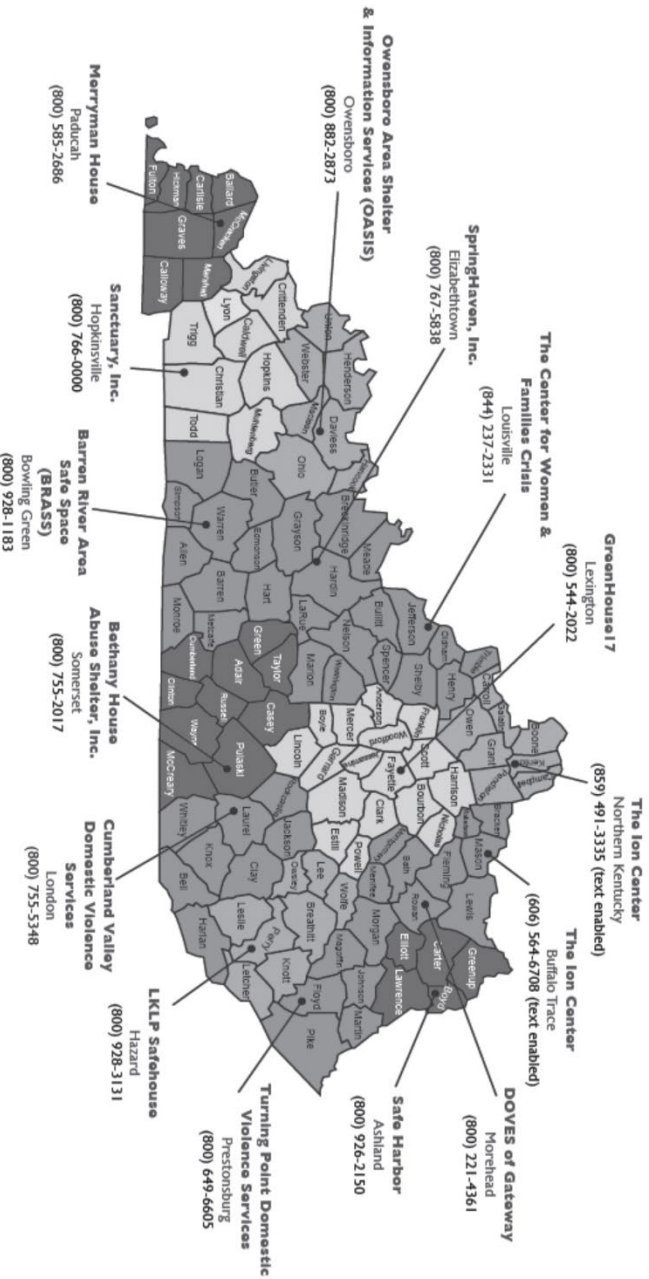 Owensboro Area Shelter
& Information Services (OASIS)
Owensboro
(800) 882-2873
SpringHaven, Inc.
Elizabethtown
(800) 767-5838
The Center for Women &
Families Crisis
Louisville
(844) 237-2331
GreenHouse17
Lexington
(800) 544-2022
The Ion Center
Northern Kentucky
(859) 491-3335 (text enabled)
The Ion Center
Buffalo Trace
(606) 564-6708 (text enabled)
DOVES of Gateway
Morehead
(800) 221-4361
Safe Harbor
Ashland
(800) 926-2150
Turning Point Domestic
Violence Services
Prestonsburg
(800) 649-6605
LKLP Safehouse
Hazard
(800) 928-3131
Cumberland Valley
Domestic Violence
Services
London
(800) 755-5348
Bethany House
Abuse Shelter, Inc.
Somerset
(800) 755-2017
Barren River Area
Safe Space
(BRASS)
Bowling Green
(800) 928-1183
Sanctuary, Inc.
Hopkinsville
(800) 766-0000
Merryman House
Paducah
(800) 585-2686
Ballard
McCracken
Carlisle
Hickman
Fulton
Graves
Marshall
Calloway
Livingston
Crittenden
Lyon
Caldwell
Trigg
Hopkins
Christian
Muhlenberg
Todd
Union
Henderson
Webster
McLean
Daviess
Hancock
Ohio
Butler
Logan
Simpson
Warren
Edmonson
Allen
Barren
Hart
Metcalfe
Monroe
Breckinridge
Meade
Grayson
Hardin
LaRue
Nelson
Marion
Washington
Bullitt
Jefferson
Oldham
Spencer
Shelby
Henry
Trimble
Carroll
Owen
Gallatin
Boone
Kenton
Campbell
Grant
Pendleton
Anderson
Franklin
Scott
Harrison
Woodford
Mercer
Boyle
Lincoln
Garrard
Jessamine
Fayette
Bourbon
Nicholas
Clark
Madison
Estill
Powell
Green
Taylor
Adair
Casey
Cumberland
Russell
Clinton
Wayne
Pulaski
McCreary
Bracken
Mason
Fleming
Lewis
Montgomery
Bath
Menifee
Rowan
Morgan
Greenup
Carter
Boyd
Elliott
Lawrence
Jackson
Laurel
Whitley
Knox
Clay
Bell
Harlan
Owsley
Lee
Wolfe
Breathitt
Leslie
Perry
Knott
Letcher
Magoffin
Johnson
Martin
Floyd
Pike